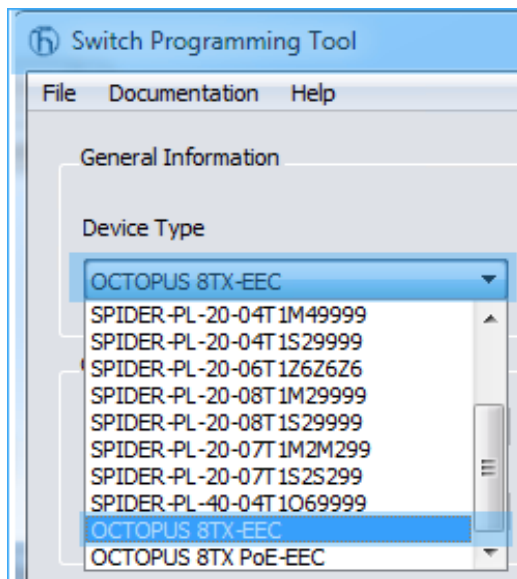 Switch Programming Tool
File Documentation Help
General Information
Device Type
OCTOPUS 8TX-EEC
SPIDER-PL-20-04T1M49999
SPIDER-PL-20-04T1S29999
SPIDER-PL-20-06T1Z6Z6Z6
SPIDER-PL-20-08T1M29999
SPIDER-PL-20-08T1S29999
SPIDER-PL-20-07T1M2M299
SPIDER-PL-20-07T1S2S299
SPIDER-PL-40-04T1O69999
OCTOPUS 8TX-EEC
OCTOPUS 8TX PoE-EEC